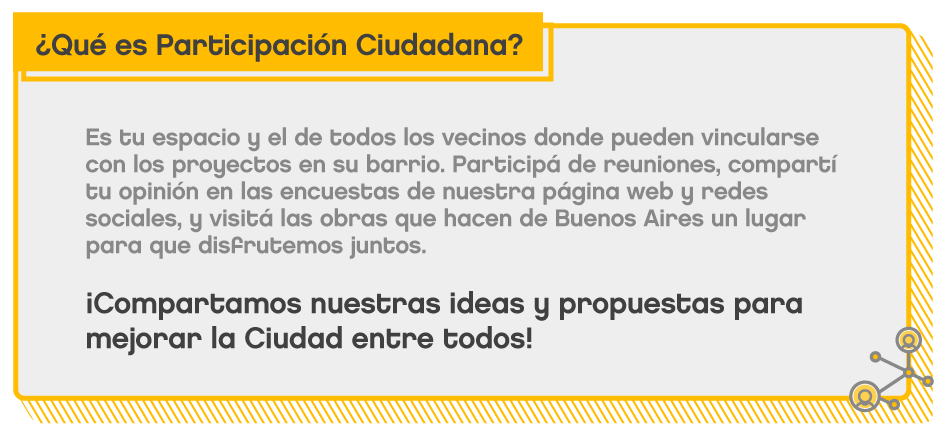 ¿Qué es Participación Ciudadana?
Es tu espacio y el de todos los vecinos donde pueden vincularse
con los proyectos en su barrio. Participá de reuniones, compartí
tu opinión en las encuestas de nuestra página web y redes
sociales, y visitá las obras que hacen de Buenos Aires un lugar
para que disfrutemos juntos.
¡Compartamos nuestras ideas y propuestas para
mejorar la Ciudad entre todos!